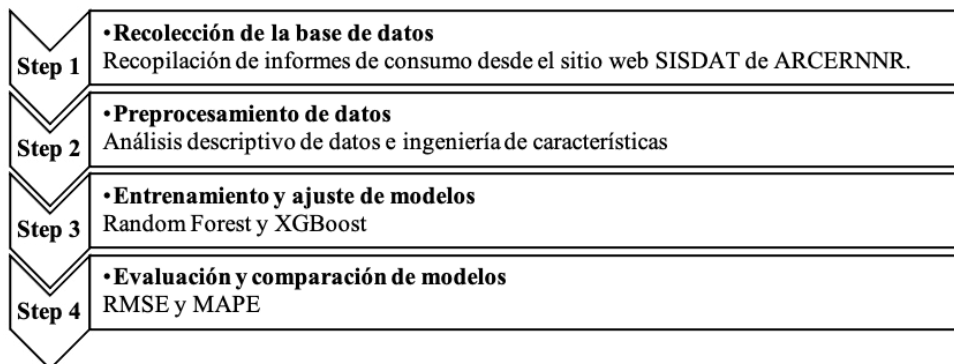 Step 1
•Recolección de la base de datos
Recopilación de informes de consumo desde el sitio web SISDAT de ARCERNNR.
Step 2
•Preprocesamiento de datos
Análisis descriptivo de datos e ingeniería de características
Step 3
•Entrenamiento y ajuste de modelos
Random Forest y XGBoost
Step 4
•Evaluación y comparación de modelos
RMSE y MAPE